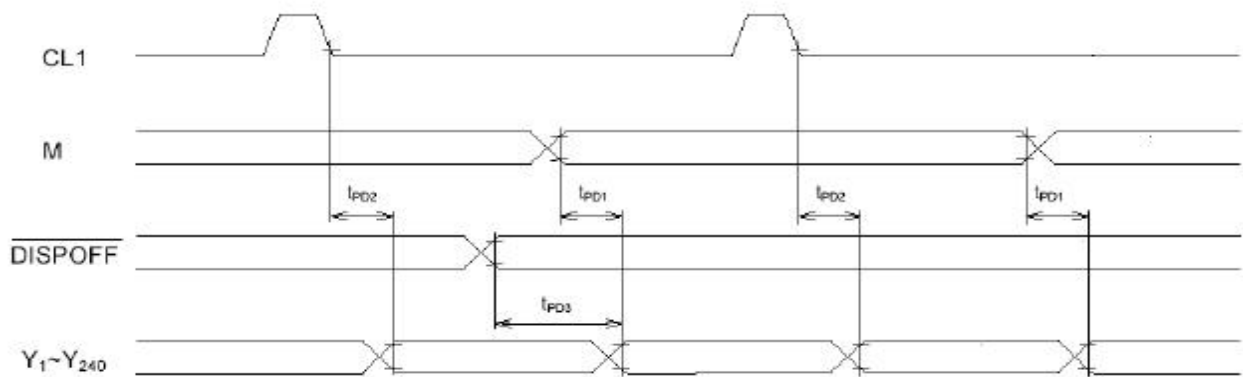 CL1
M
tPD2 tPD1 tPD2 tPD1
DISPOFF
tPD3
Y1~Y240